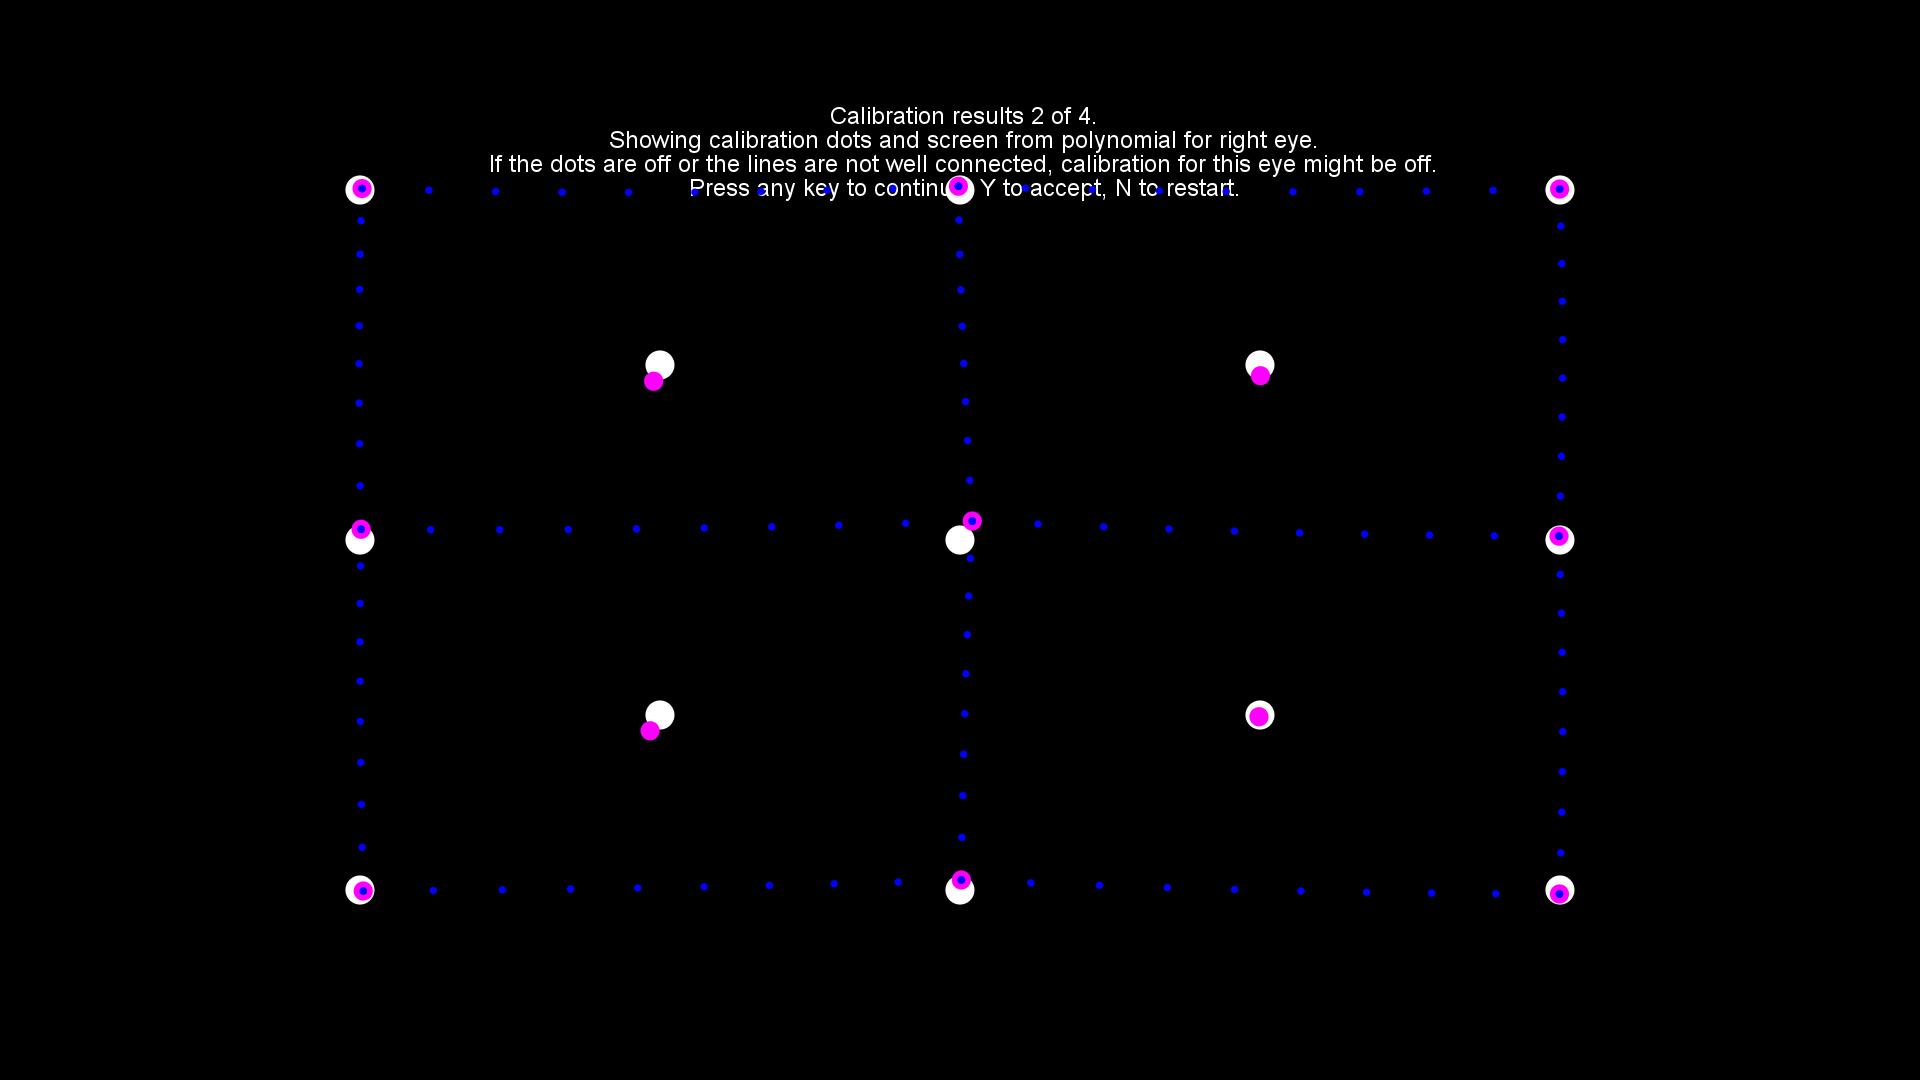 Calibration results 2 of 4.
Showing calibration dots and screen from polynomial for right eye.
If the dots are off or the lines are not well connected, calibration for this eye might be off.
Press any key to continue, Y to accept, N to restart.